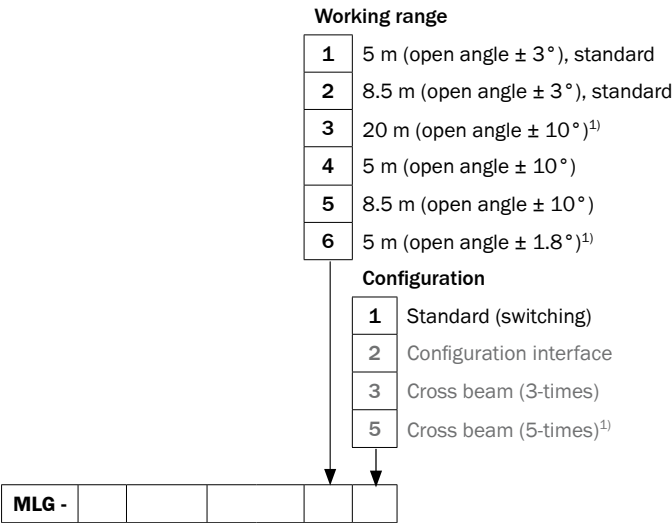 Working range
1 5 m (open angle ± 3°), standard
2 8.5 m (open angle ± 3°), standard
3 20 m (open angle ± 10°)¹⁾
4 5 m (open angle ± 10°)
5 8.5 m (open angle ± 10°)
6 5 m (open angle ± 1.8°)¹⁾
Configuration
1 Standard (switching)
2 Configuration interface
3 Cross beam (3-times)
5 Cross beam (5-times)¹⁾
MLG -